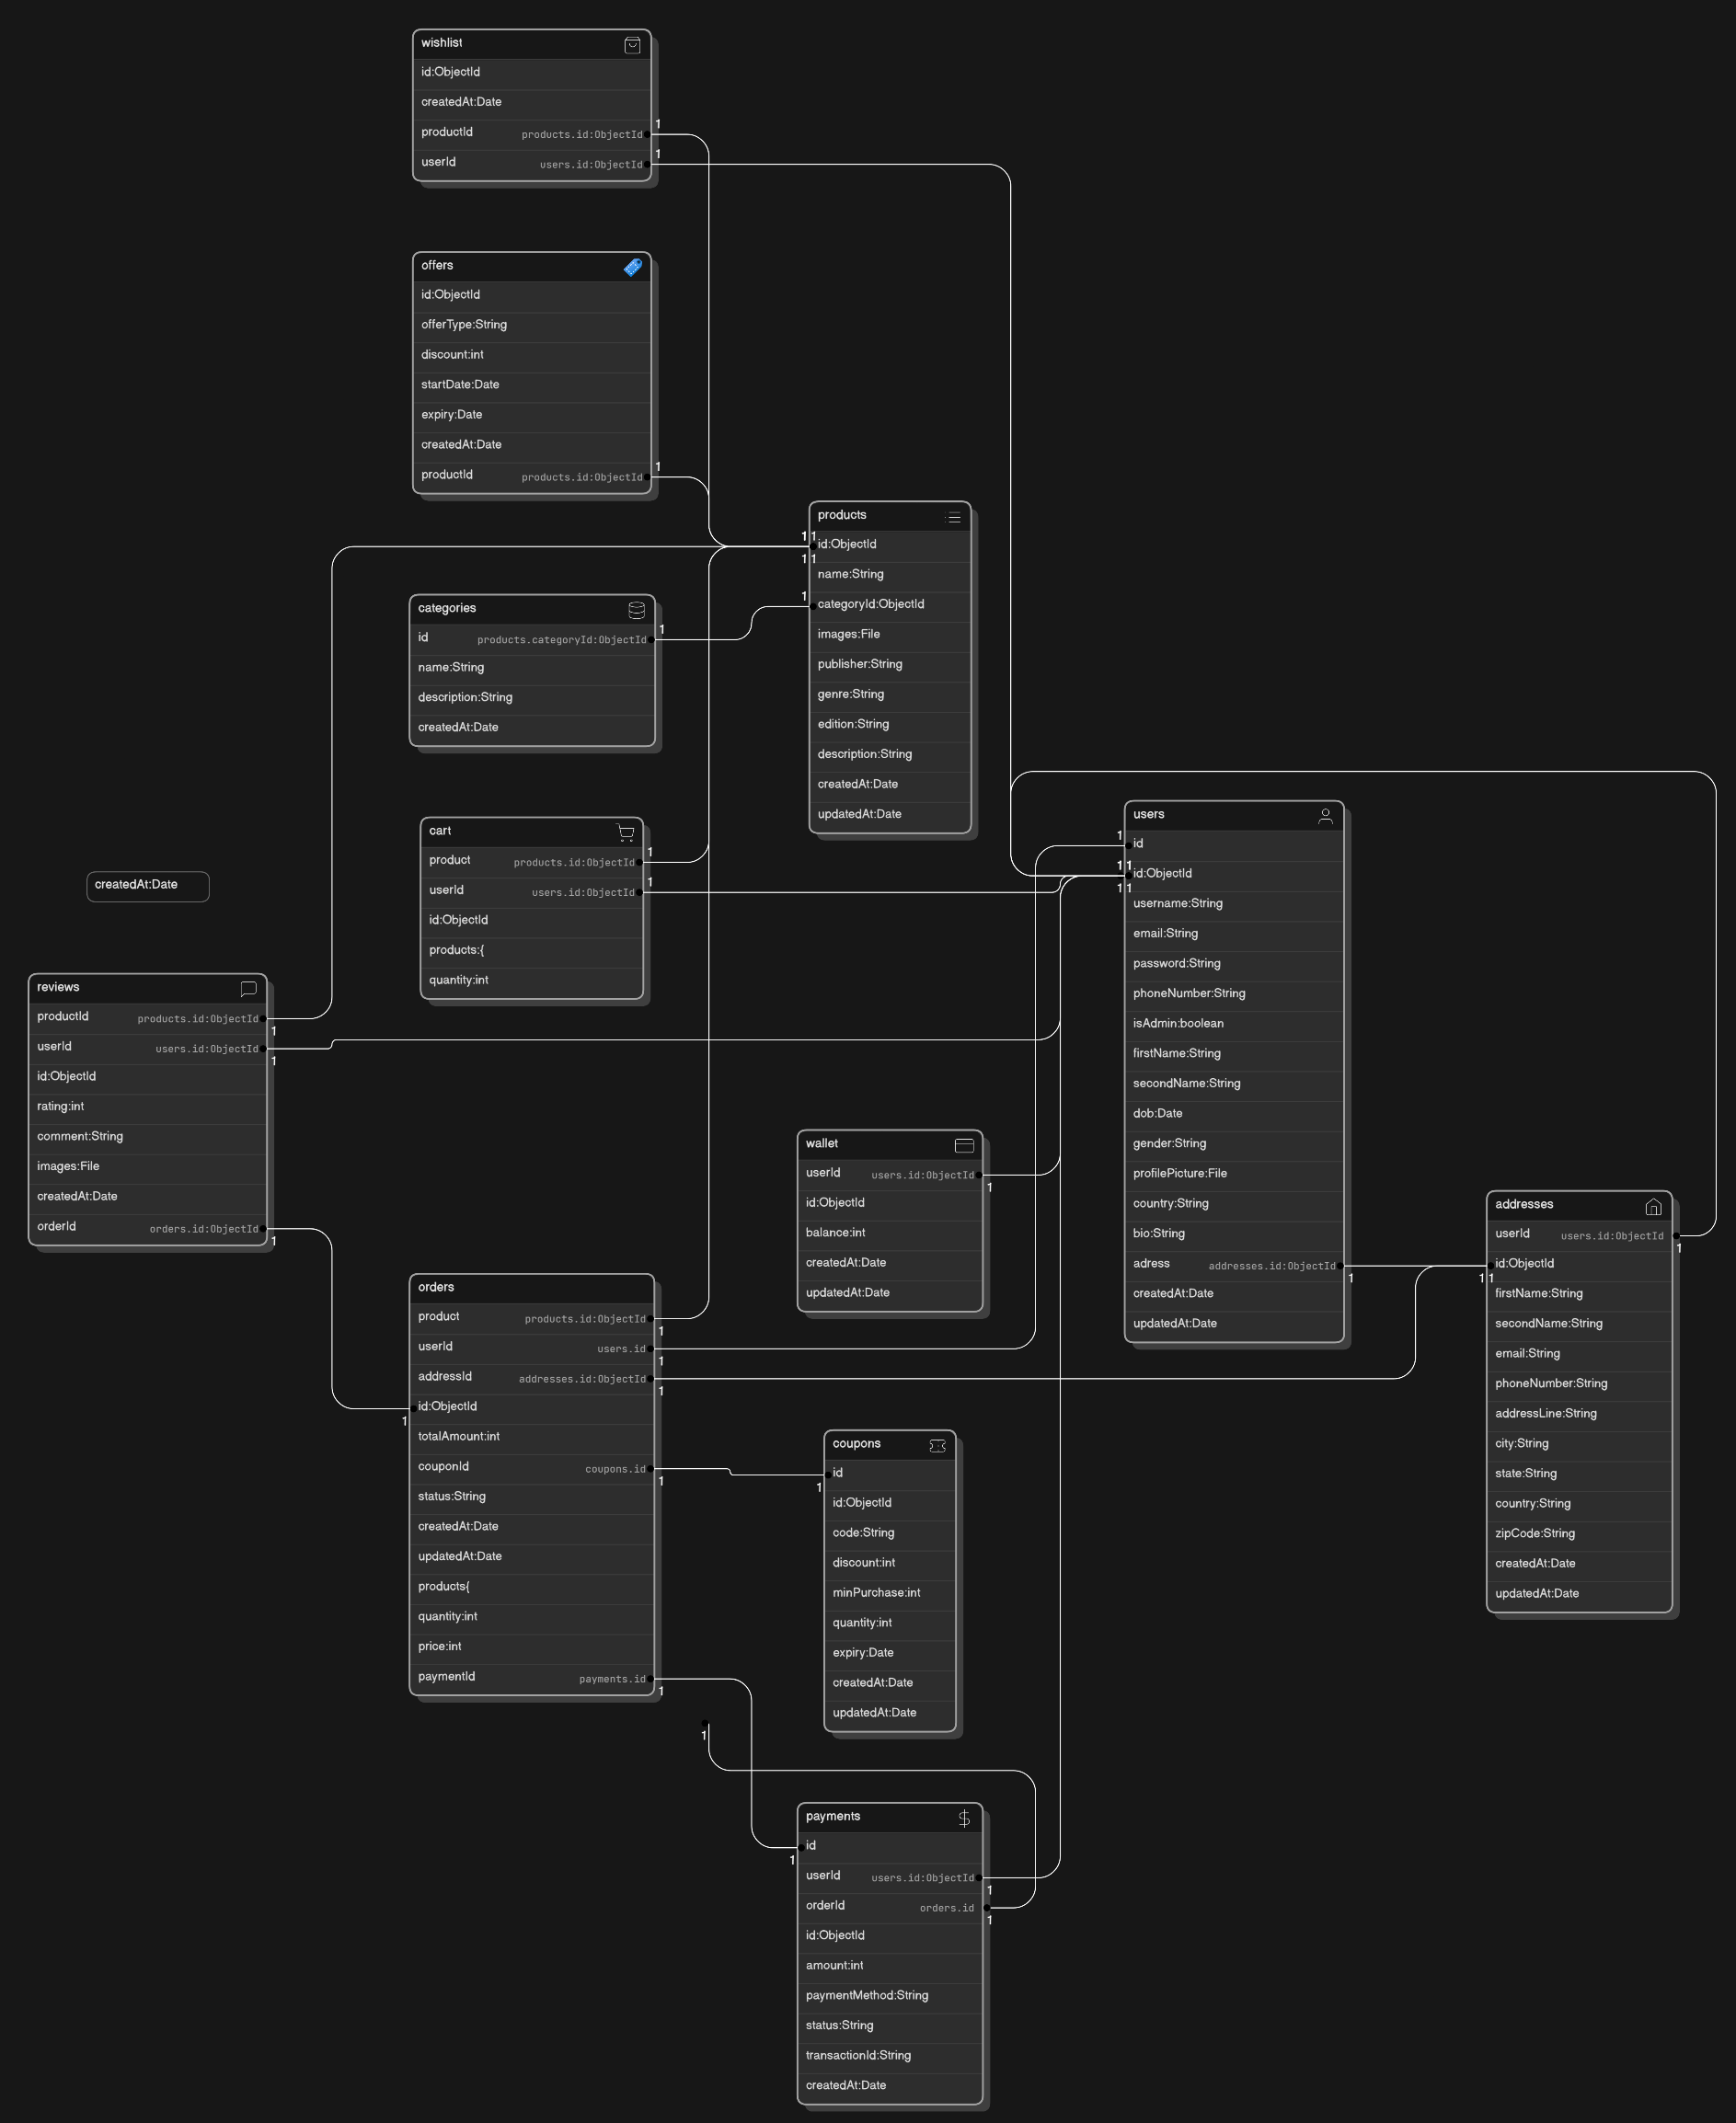 wishlist
id:ObjectId
createdAt:Date
productId products.id:ObjectId 1
userId users.id:ObjectId 1
offers
id:ObjectId
offerType:String
discount:int
startDate:Date
expiry:Date
createdAt:Date
productId products.id:ObjectId 1
products
1 1
id:ObjectId
1 1
name:String
1
categoryId:ObjectId
images:File
publisher:String
genre:String
edition:String
description:String
createdAt:Date
updatedAt:Date
categories
id products.categoryId:ObjectId 1
name:String
description:String
createdAt:Date
cart
product products.id:ObjectId 1
userId users.id:ObjectId 1
id:ObjectId
products:{
quantity:int
createdAt:Date
users
1
id
1 1
id:ObjectId
1 1
username:String
email:String
password:String
phoneNumber:String
isAdmin:boolean
firstName:String
secondName:String
dob:Date
gender:String
profilePicture:File
country:String
bio:String
adress addresses.id:ObjectId 1
createdAt:Date
updatedAt:Date
reviews
productId products.id:ObjectId 1
userId users.id:ObjectId 1
id:ObjectId
rating:int
comment:String
images:File
createdAt:Date
orderId orders.id:ObjectId 1
wallet
userId users.id:ObjectId 1
id:ObjectId
balance:int
createdAt:Date
updatedAt:Date
addresses
userId users.id:ObjectId 1
id:ObjectId
1 1
firstName:String
secondName:String
email:String
phoneNumber:String
addressLine:String
city:String
state:String
country:String
zipCode:String
createdAt:Date
updatedAt:Date
orders
product products.id:ObjectId 1
userId users.id 1
addressId addresses.id:ObjectId 1
id:ObjectId
1
totalAmount:int
couponId coupons.id 1
status:String
createdAt:Date
updatedAt:Date
products{
quantity:int
price:int
paymentId payments.id 1
coupons
id
1
id:ObjectId
code:String
discount:int
minPurchase:int
quantity:int
expiry:Date
createdAt:Date
updatedAt:Date
1
payments
id
1
userId users.id:ObjectId 1
orderId orders.id 1
id:ObjectId
amount:int
paymentMethod:String
status:String
transactionId:String
createdAt:Date